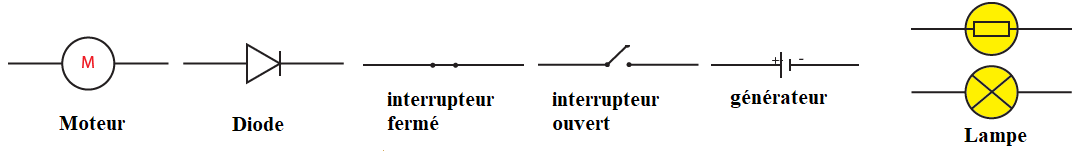 M
Moteur
Diode
interrupteur
fermé
interrupteur
ouvert
+ -
générateur
Lampe